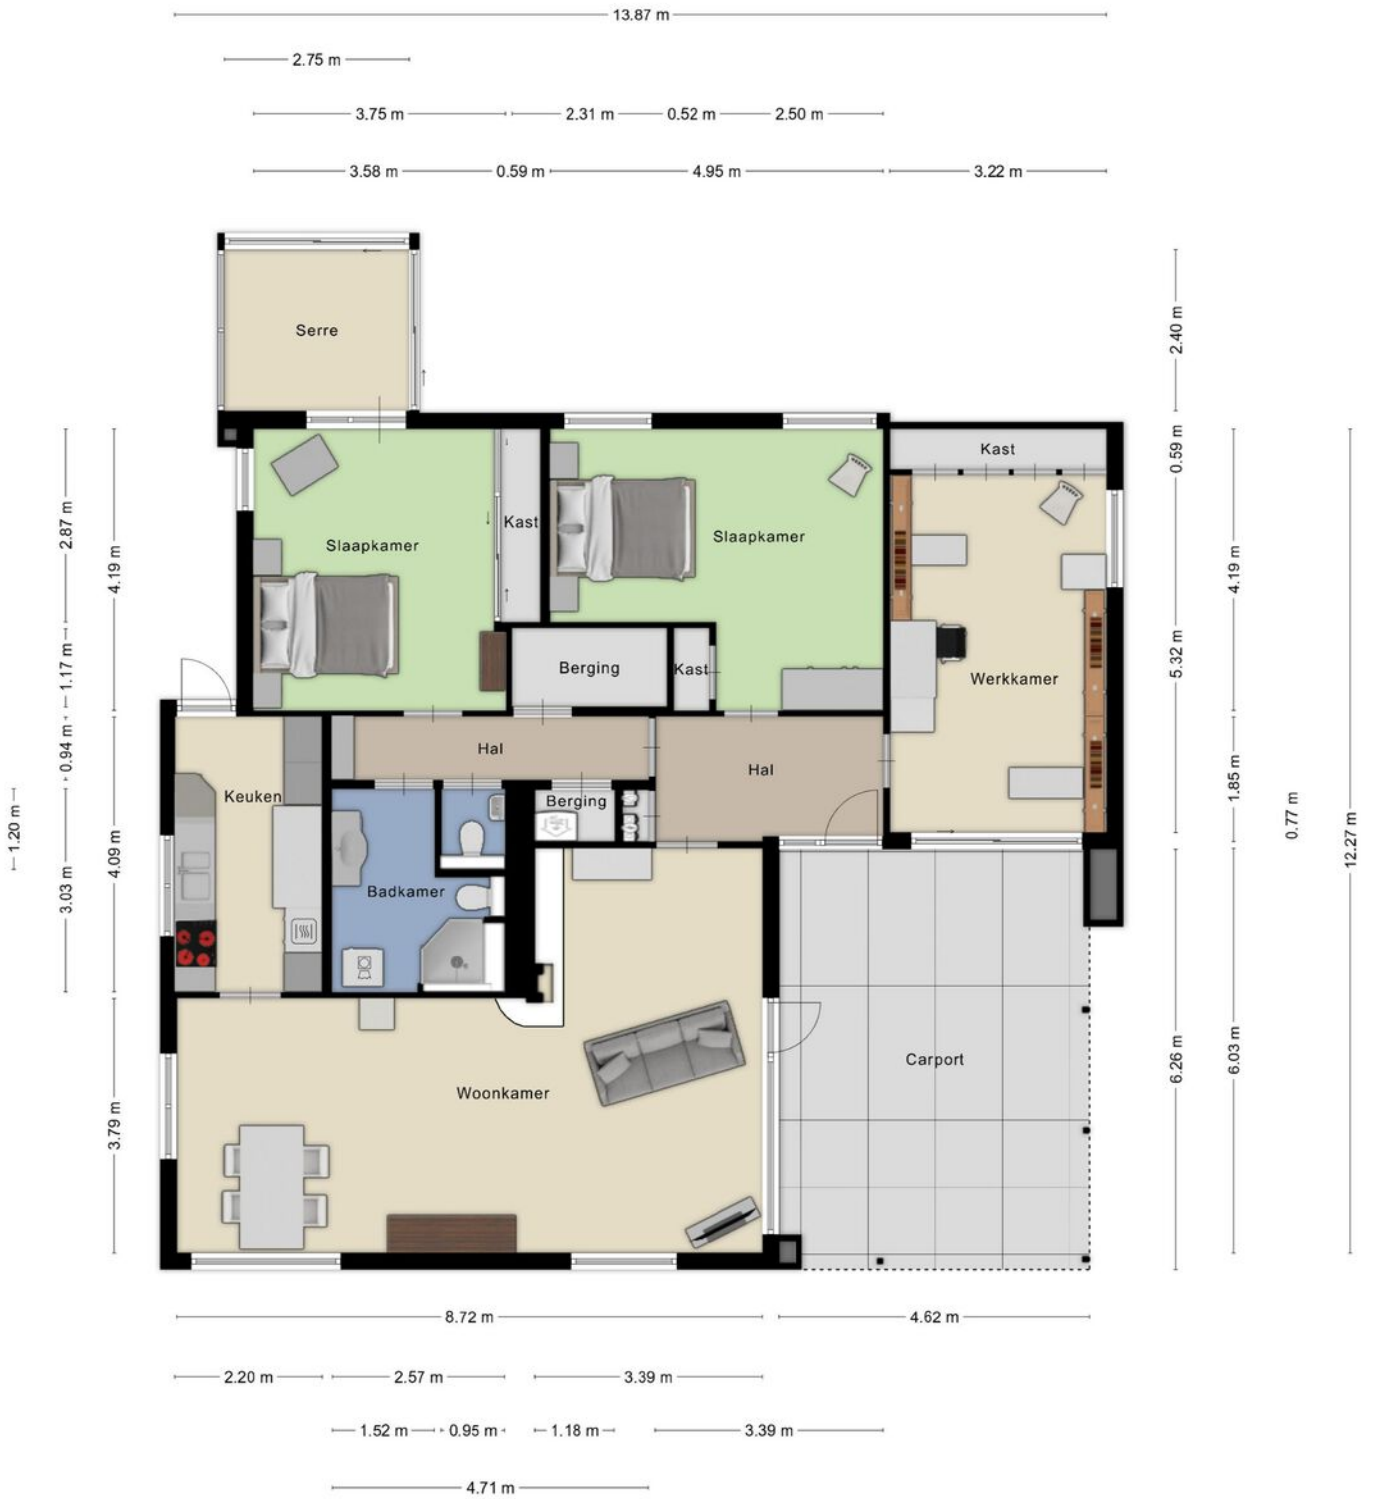 13.87 m
2.75 m
3.75 m 2.31 m 0.52 m 2.50 m
3.58 m 0.59 m 4.95 m 3.22 m
Serre
2.40 m
Kast
0.59 m
Kast
Slaapkamer
Slaapkamer
2.87 m
4.19 m
4.19 m
5.32 m
Berging
Kast
Werkkamer
1.17 m
Hal
Hal
0.94 m
Keuken
Berging
1.85 m
0.77 m
12.27 m
1.20 m
4.09 m
3.03 m
Badkamer
Carport
Woonkamer
6.26 m
6.03 m
3.79 m
8.72 m 4.62 m
2.20 m 2.57 m 3.39 m
1.52 m 0.95 m 1.18 m 3.39 m
4.71 m